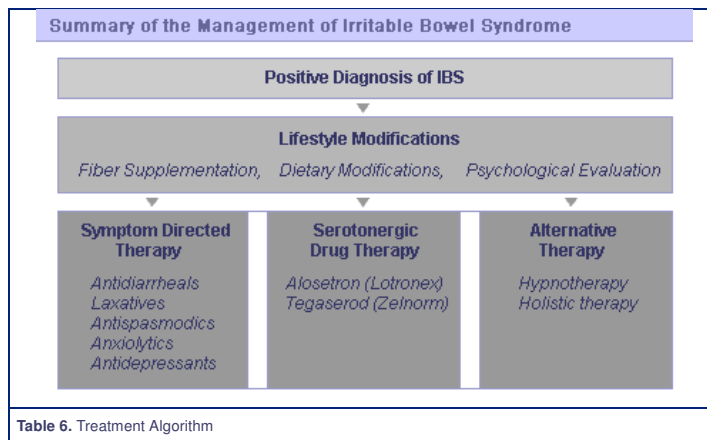 Summary of the Management of Irritable Bowel Syndrome
Positive Diagnosis of IBS
Lifestyle Modifications
Fiber Supplementation, Dietary Modifications, Psychological Evaluation
Symptom Directed
Therapy
Antidiarrheals
Laxatives
Antispasmodics
Anxiolytics
Antidepressants
Serotonergic
Drug Therapy
Alosetron (Lotronex)
Tegaserod (Zelnorm)
Alternative
Therapy
Hypnotherapy
Holistic therapy
Table 6. Treatment Algorithm